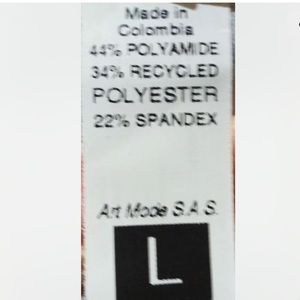 Made in
Colombia
44% POLYAMIDE
34% RECYCLED
POLYESTER
22% SPANDEX
Art Mode S.A.S.
L